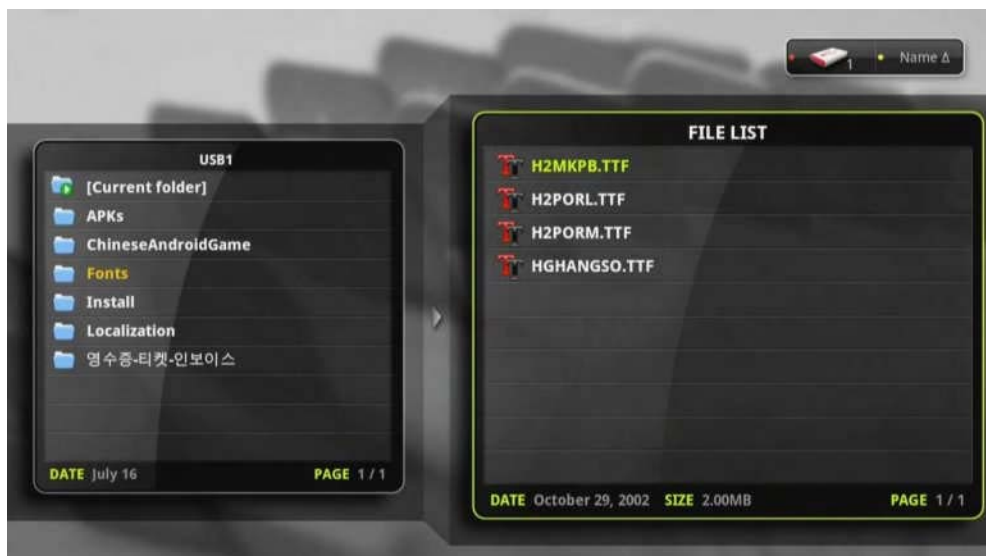 1 Name Δ
USB1
[Current folder]
APKs
ChineseAndroidGame
Fonts
Install
Localization
영수증-티켓-인보이스
DATE July 16 PAGE 1 / 1
FILE LIST
H2MKPB.TTF
H2PORL.TTF
H2PORM.TTF
HGHANGSO.TTF
DATE October 29, 2002 SIZE 2.00MB PAGE 1 / 1